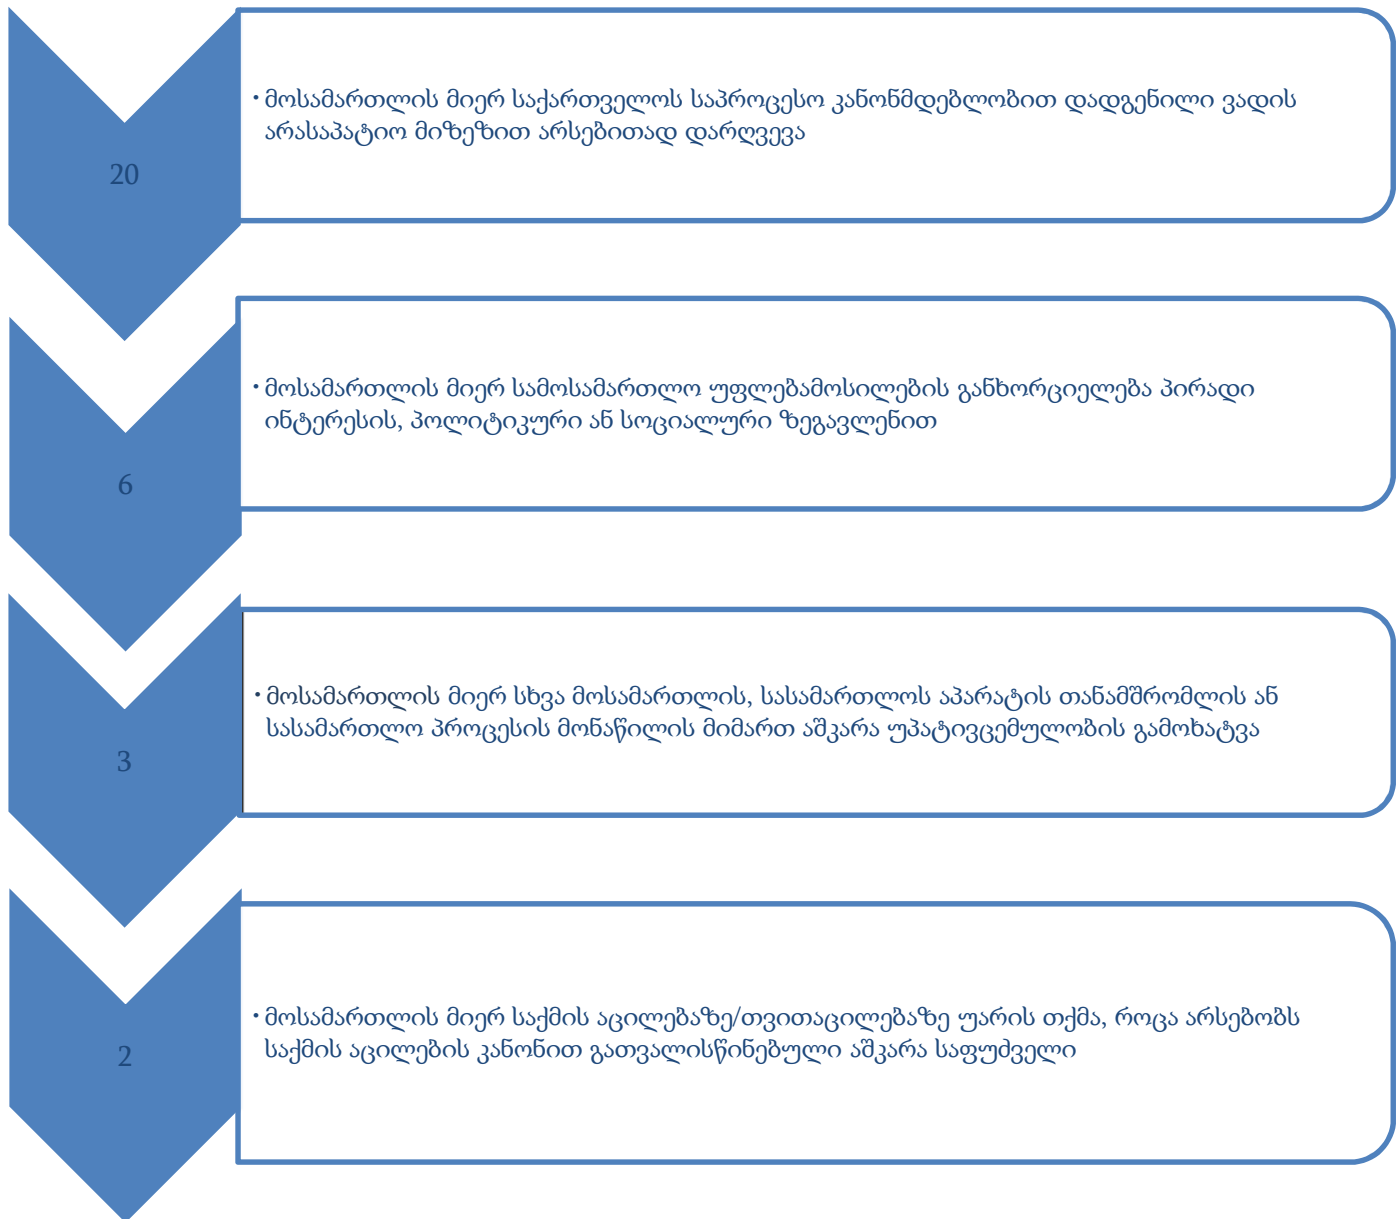 20
• მოსამართლის მიერ საქართველოს საპროცესო კანონმდებლობით დადგენილი ვადის
არასაპატიო მიზეზით არსებითად დარღვევა
6
• მოსამართლის მიერ სამოსამართლო უფლებამოსილების განხორციელება პირადი
ინტერესის, პოლიტიკური ან სოციალური ზეგავლენით
3
• მოსამართლის მიერ სხვა მოსამართლის, სასამართლოს აპარატის თანამშრომლის ან
სასამართლო პროცესის მონაწილის მიმართ აშკარა უპატივცემულობის გამოხატვა
2
• მოსამართლის მიერ საქმის აცილებაზე/თვითაცილებაზე უარის თქმა, როცა არსებობს
საქმის აცილების კანონით გათვალისწინებული აშკარა საფუძველი